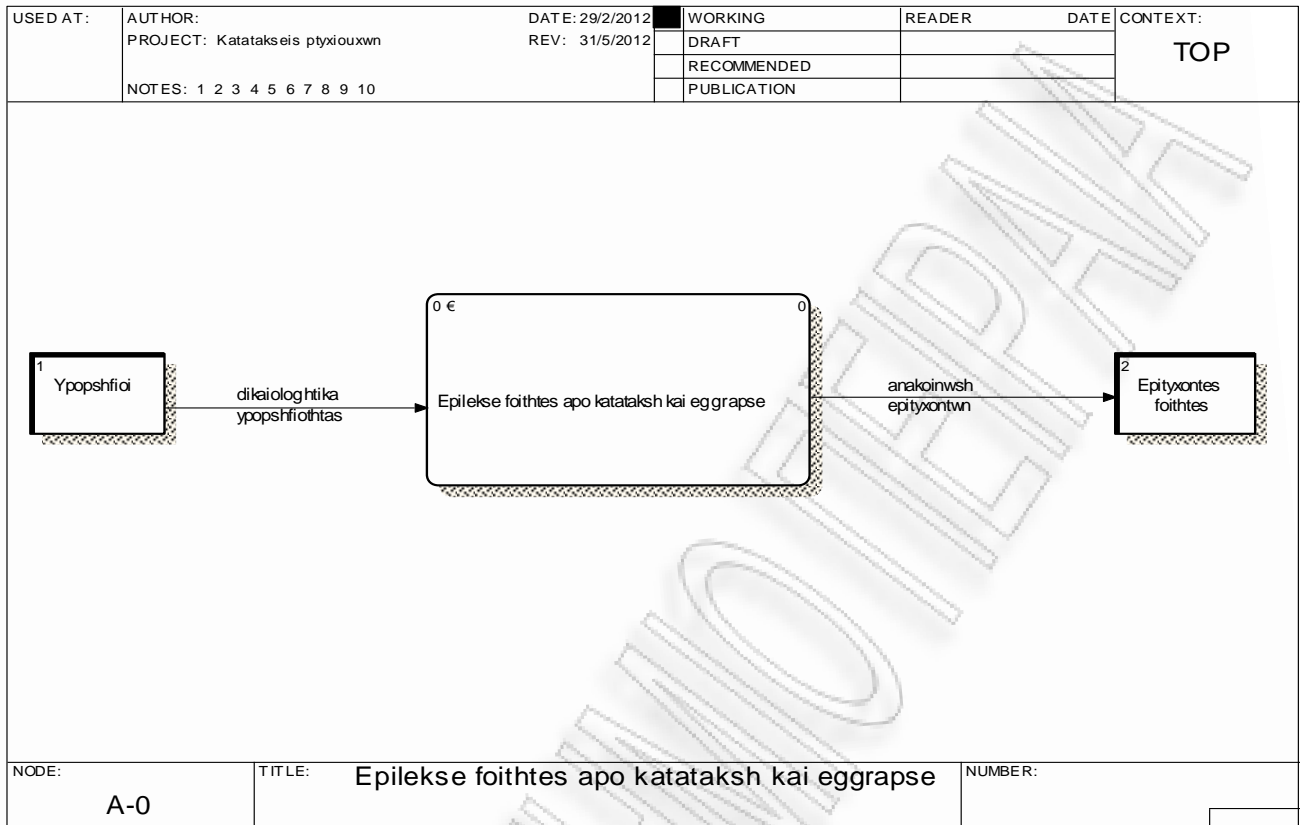 USED AT:
AUTHOR:
DATE: 29/2/2012
WORKING
READER
DATE
CONTEXT:
PROJECT: Katatakseis ptyxiouxwn
REV: 31/5/2012
DRAFT
TOP
RECOMMENDED
NOTES: 1 2 3 4 5 6 7 8 9 10
PUBLICATION
0 €
0
1
Ypopshfioi
dikaiologhtika
ypopshfiothtas
Epilekse foithtes apo katataksh kai eggrapse
anakoinwsh
epityxontwn
2
Epityxontes
foithtes
NODE:
TITLE:
Epilekse foithtes apo katataksh kai eggrapse
NUMBER:
A-0